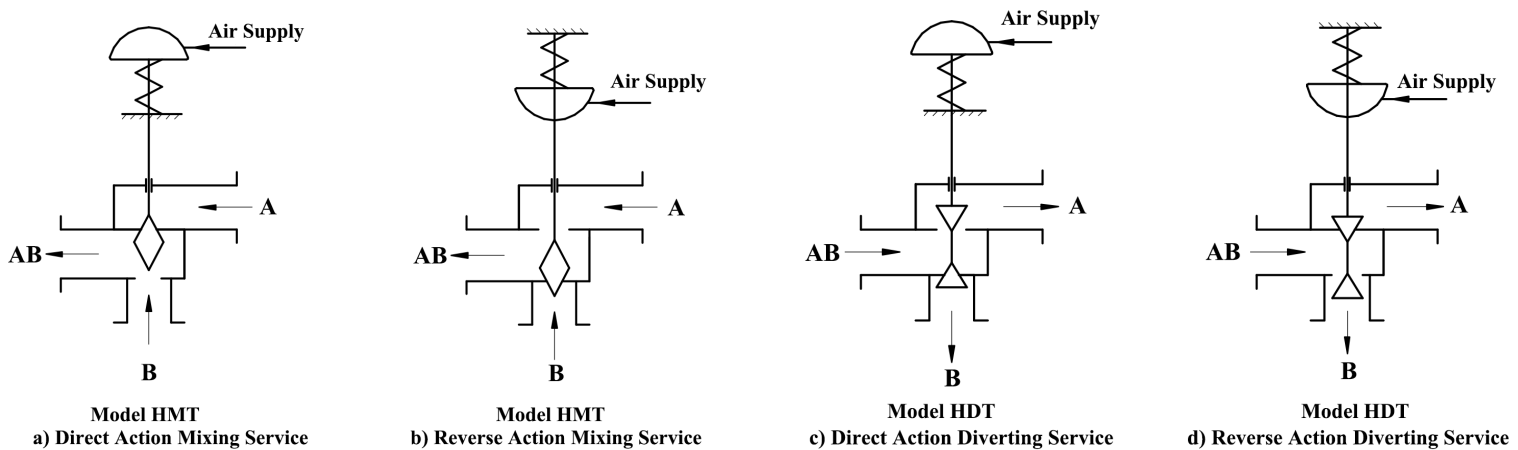 Air Supply
A
AB
B
Model HMT
a) Direct Action Mixing Service
Air Supply
A
AB
B
Model HMT
b) Reverse Action Mixing Service
Air Supply
A
AB
B
Model HDT
c) Direct Action Diverting Service
Air Supply
A
AB
B
Model HDT
d) Reverse Action Diverting Service